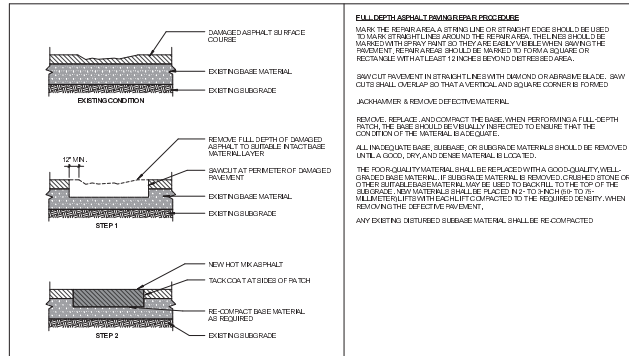 DAMAGED ASPHALT SURFACE
COURSE
EXISTING BASE MATERIAL
EXISTING SUBGRADE
EXISTING CONDITION
REMOVE FULL DEPTH OF DAMAGED
ASPHALT TO SUITABLE INTACT BASE
MATERIAL LAYER
12" MIN.
SAWCUT AT PERIMETER OF DAMAGED
PAVEMENT
EXISTING BASE MATERIAL
EXISTING SUBGRADE
STEP 1
NEW HOT MIX ASPHALT
TACK COAT AT SIDES OF PATCH
RE-COMPACT BASE MATERIAL
AS REQUIRED
EXISTING SUBGRADE
STEP 2
FULL DEPTH ASPHALT PAVING REPAIR PROCEDURE
MARK THE REPAIR AREA. A STRING LINE OR STRAIGHT EDGE SHOULD BE USED
TO MARK STRAIGHT LINES AROUND THE REPAIR AREA. THE LINES SHOULD BE
MARKED WITH SPRAY PAINT SO THEY ARE EASILY VISIBLE WHEN SAWING THE
PAVEMENT, REPAIR AREAS SHOULD BE MARKED TO FORM A SQUARE OR
RECTANGLE WITH AT LEAST 12 INCHES BEYOND DISTRESSED AREA.
SAW CUT PAVEMENT IN STRAIGHT LINES WITH DIAMOND OR ABRASIVE BLADE. SAW
CUTS SHALL OVERLAP SO THAT A VERTICAL AND SQUARE CORNER IS FORMED
JACKHAMMER & REMOVE DEFECTIVE MATERIAL
REMOVE, REPLACE, AND COMPACT THE BASE. WHEN PERFORMING A FULL-DEPTH
PATCH, THE BASE SHOULD BE VISUALLY INSPECTED TO ENSURE THAT THE
CONDITION OF THE MATERIAL IS ADEQUATE.
ALL INADEQUATE BASE, SUBBASE, OR SUBGRADE MATERIALS SHOULD BE REMOVED
UNTIL A GOOD, DRY, AND DENSE MATERIAL IS LOCATED.
THE POOR-QUALITY MATERIAL SHALL BE REPLACED WITH A GOOD-QUALITY, WELL-
GRADED BASE MATERIAL. IF SUBGRADE MATERIAL IS REMOVED, CRUSHED STONE OR
OTHER SUITABLE BASE MATERIAL MAY BE USED TO BACKFILL TO THE TOP OF THE
SUBGRADE. NEW MATERIALS SHALL BE PLACED IN 2- TO 3-INCH (50- TO 75-
MILLIMETER) LIFTS WITH EACH LIFT COMPACTED TO THE REQUIRED DENSITY. WHEN
REMOVING THE DEFECTIVE PAVEMENT,
ANY EXISTING DISTURBED SUBBASE MATERIAL SHALL BE RE-COMPACTED